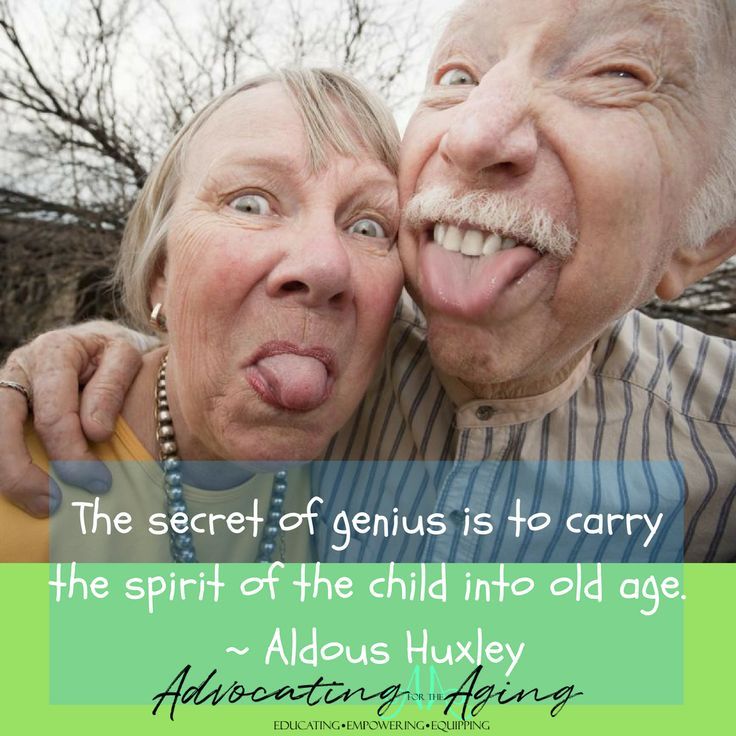 The secret of genius is to carry
the spirit of the child into old age.
~ Aldous Huxley
Advocating FOR THE Aging
EDUCATING•EMPOWERING•EQUIPPING